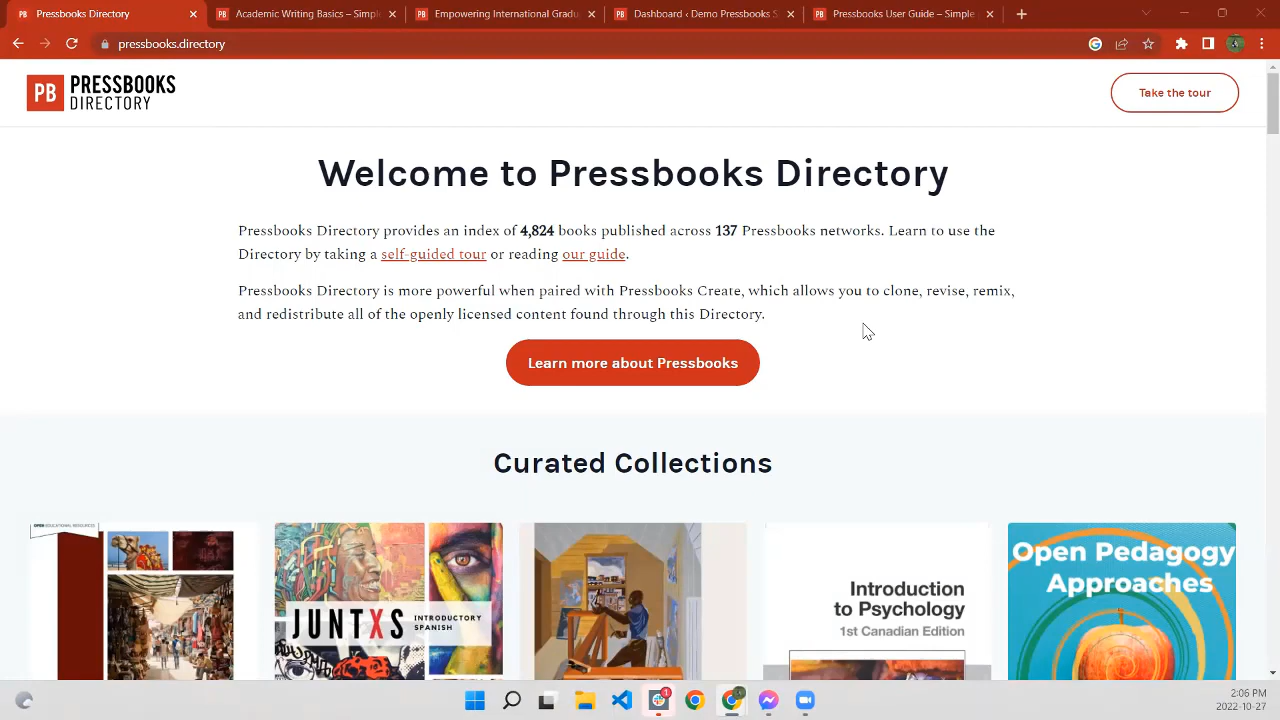 Pressbooks Directory
Academic Writing Basics – Simple
Empowering International Gradu
Dashboard ‹ Demo Pressbooks S
Pressbooks User Guide – Simple
pressbooks.directory
PB PRESSBOOKS
DIRECTORY
Take the tour
Welcome to Pressbooks Directory
Pressbooks Directory provides an index of 4,824 books published across 137 Pressbooks networks. Learn to use the
Directory by taking a self-guided tour or reading our guide.
Pressbooks Directory is more powerful when paired with Pressbooks Create, which allows you to clone, revise, remix,
and redistribute all of the openly licensed content found through this Directory.
Learn more about Pressbooks
Curated Collections
OPEN EDUCATIONAL RESOURCES
JUNTXS INTRODUCTORY
SPANISH
Introduction
to Psychology
1st Canadian Edition
Open Pedagogy
Approaches
2:06 PM
2022-10-27